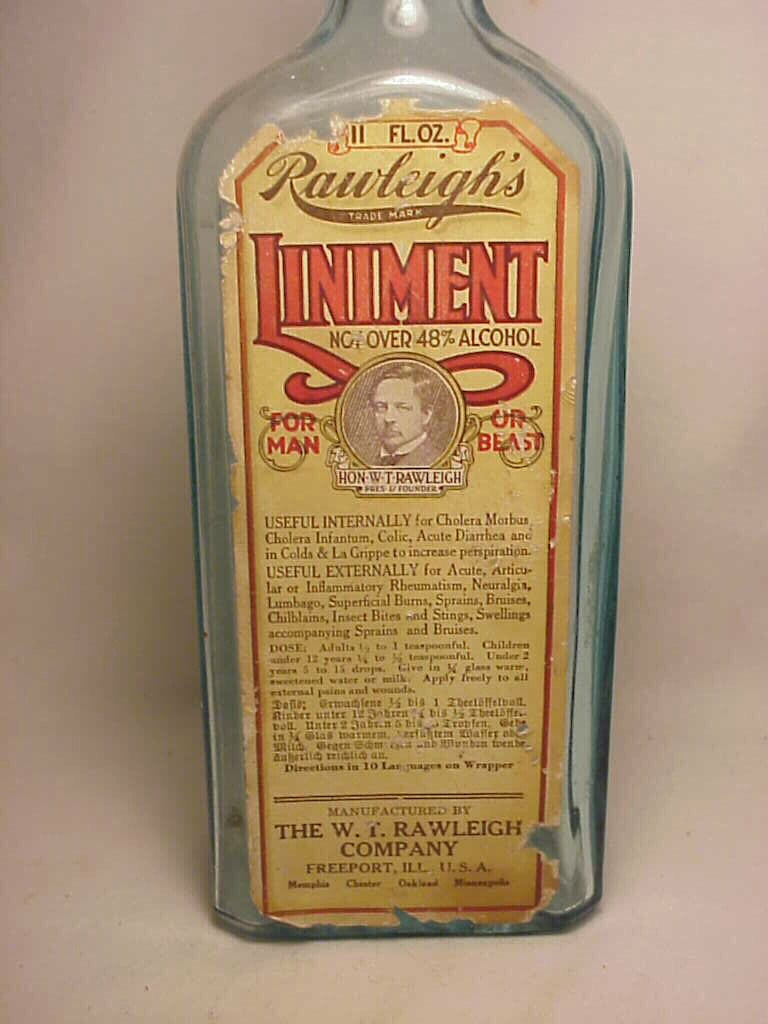 11 FL.OZ.
Rawleigh's
TRADE MARK
LINIMENT
NOT OVER 48% ALCOHOL
FOR MAN
OR BEAST
HON. W.T. RAWLEIGH
PRES. & FOUNDER
USEFUL INTERNALLY for Cholera Morbus,
Cholera Infantum, Colic, Acute Diarrhea and
in Colds & La Grippe to increase perspiration.
USEFUL EXTERNALLY for Acute, Articu-
lar or Inflammatory Rheumatism, Neuralgia,
Lumbago, Superficial Burns, Sprains, Bruises,
Chilblains, Insect Bites and Stings, Swellings
accompanying Sprains and Bruises.
DOSE: Adults ½ to 1 teaspoonful. Children
under 12 years ¼ to ½ teaspoonful. Under 2
years 5 to 15 drops. Give in ¼ glass warm,
sweetened water or milk. Apply freely to all
external pains and wounds.
Dosis: Erwachsene ½ bis 1 Theelöffelvoll.
Kinder unter 12 Jahren ¼ bis ½ Theelöffel-
voll. Unter 2 Jahren 5 bis Tropfen. Gebe
in ¼ Glas warmem, versüßtem Wasser oder
Milch. Gegen Schmerzen und Wunden wende
äußerlich reichlich an.
Directions in 10 Languages on Wrapper
MANUFACTURED BY
THE W. T. RAWLEIGH
COMPANY
FREEPORT, ILL. U.S.A.
Memphis Chester Oakland Minneapolis